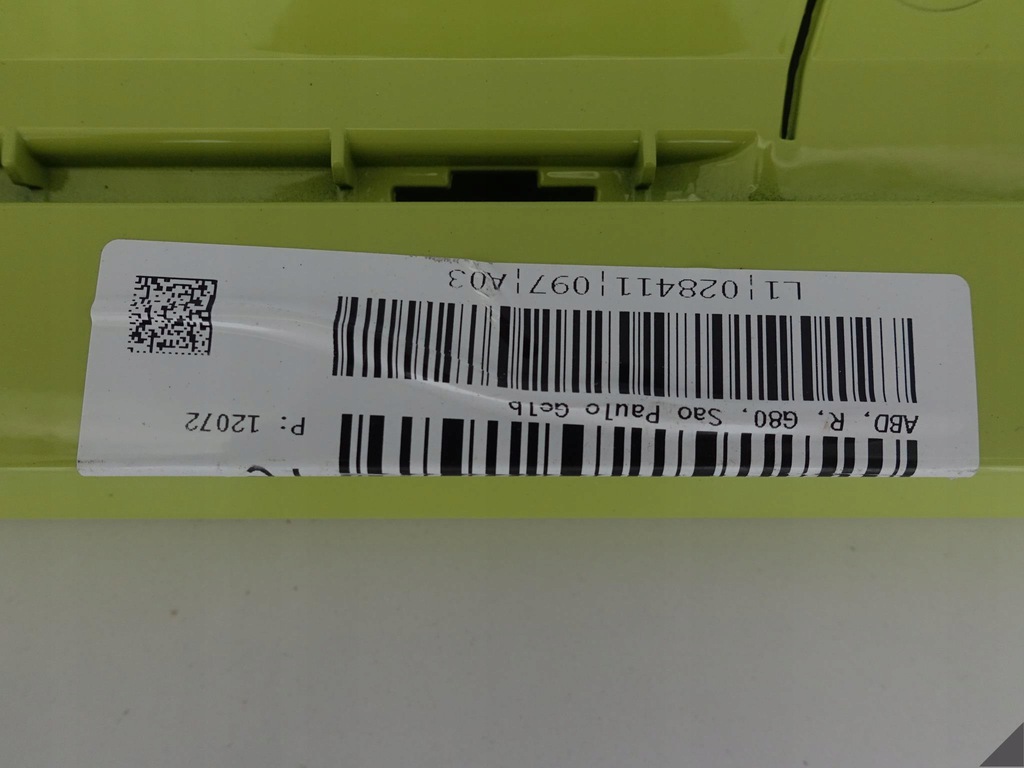 P: 12072
ABD, R, G80, Sao Paulo Gelb
L1¦028411¦097¦A03